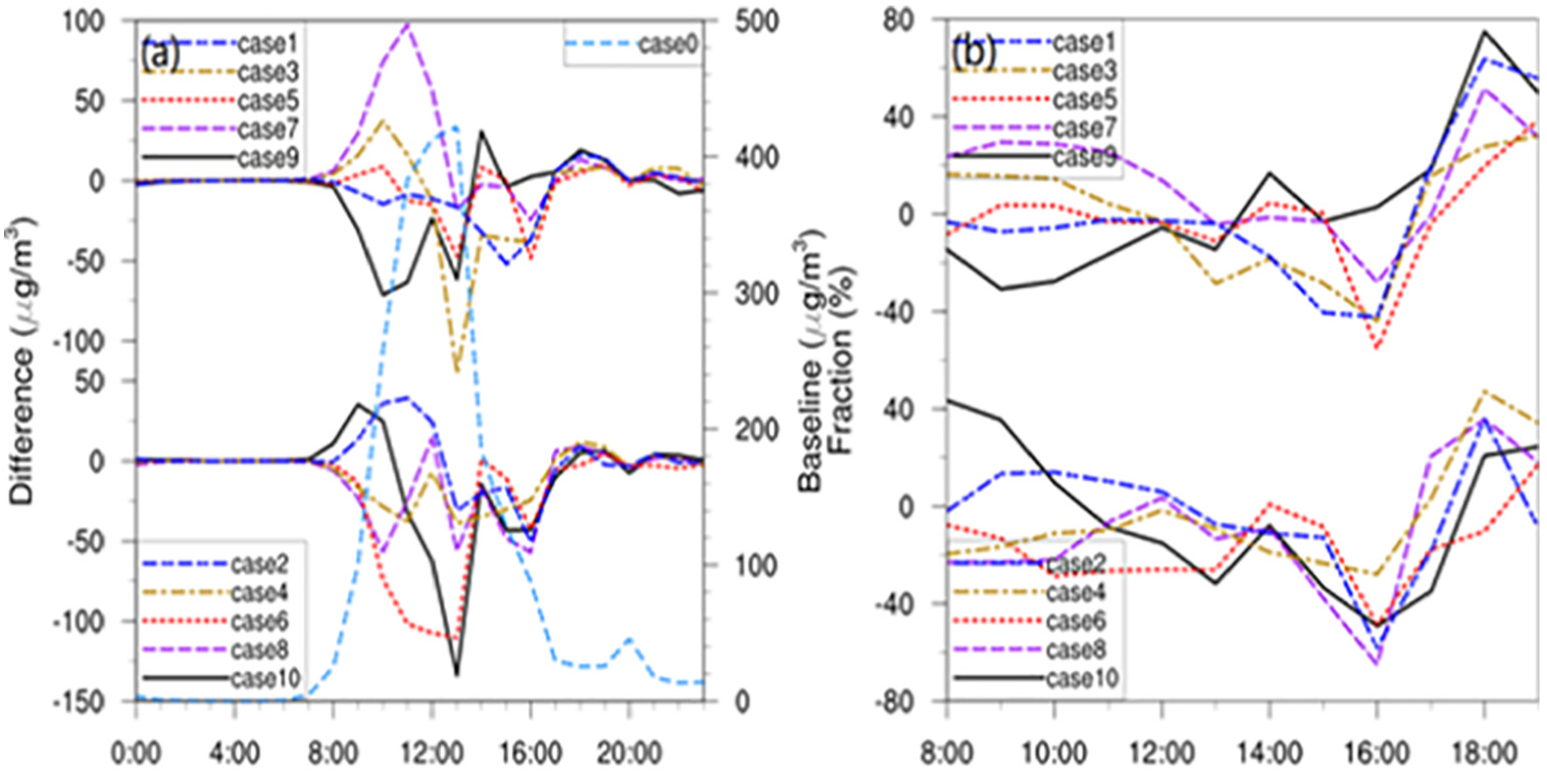 (a)
case1
case3
case5
case7
case9
case0
100
50
0
-50
-100
50
0
-50
-100
-150
Difference (μg/m³)
case2
case4
case6
case8
case10
500
400
300
200
100
0
Baseline (μg/m³)
0:00 4:00 8:00 12:00 16:00 20:00
(b)
case1
case3
case5
case7
case9
80
40
0
-40
40
0
-40
-80
Fraction (%)
case2
case4
case6
case8
case10
8:00 10:00 12:00 14:00 16:00 18:00